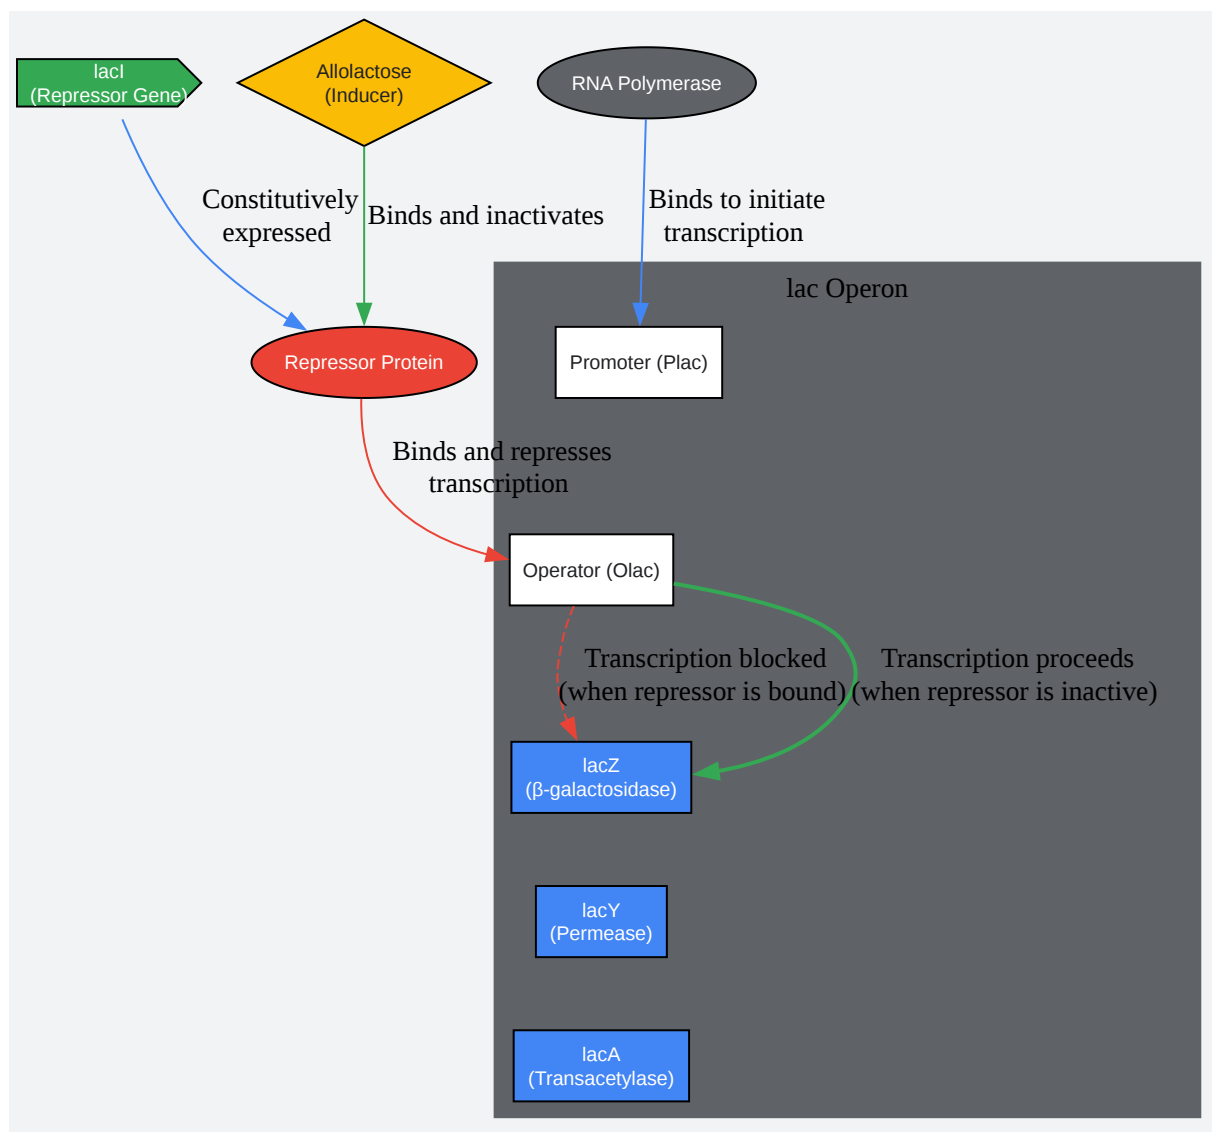 lacI
(Repressor Gene)
Allolactose
(Inducer)
RNA Polymerase
Constitutively
expressed
Binds and inactivates
Binds to initiate
transcription
lac Operon
Repressor Protein
Promoter (Plac)
Binds and represses
transcription
Operator (Olac)
Transcription blocked
(when repressor is bound)
Transcription proceeds
(when repressor is inactive)
lacZ
(β-galactosidase)
lacY
(Permease)
lacA
(Transacetylase)